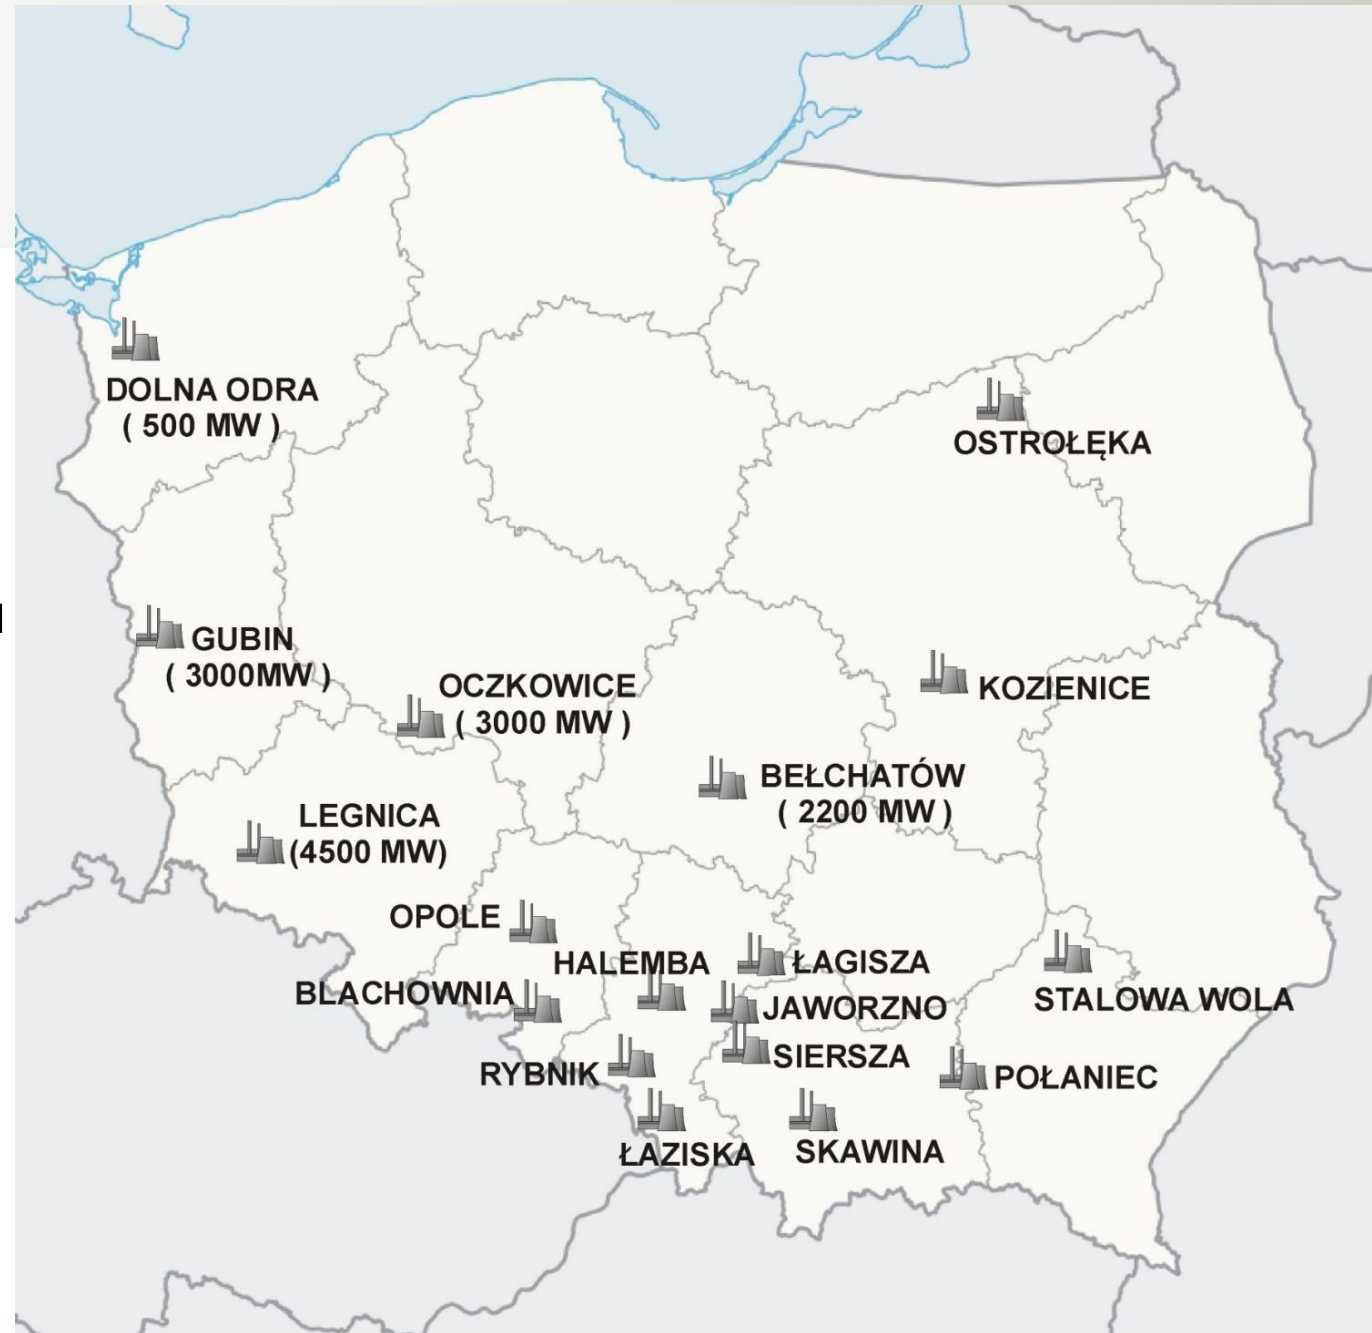 DOLNA ODRA
( 500 MW )
OSTROŁĘKA
GUBIN
( 3000MW )
OCZKOWICE
( 3000 MW )
KOZIENICE
BEŁCHATÓW
( 2200 MW )
LEGNICA
(4500 MW)
OPOLE
HALEMBA
ŁAGISZA
BLACHOWNIA
JAWORZNO
STALOWA WOLA
SIERSZA
RYBNIK
POŁANIEC
ŁAZISKA
SKAWINA